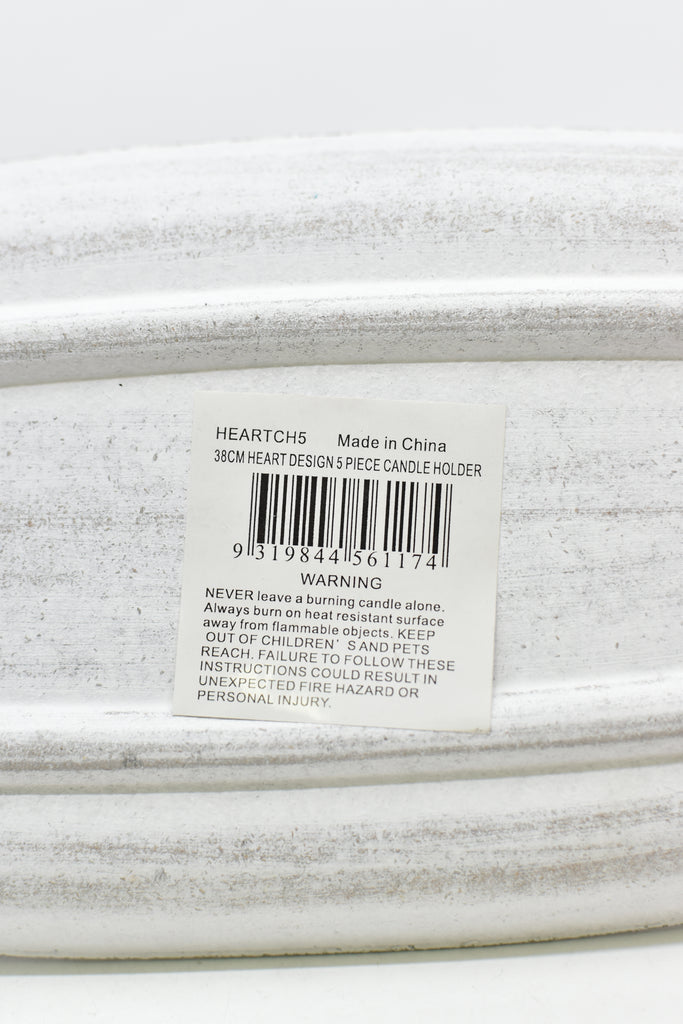 HEARTCH5 Made in China
38CM HEART DESIGN 5 PIECE CANDLE HOLDER
9 319844 561174
WARNING
NEVER leave a burning candle alone.
Always burn on heat resistant surface
away from flammable objects. KEEP
OUT OF CHILDREN' S AND PETS
REACH. FAILURE TO FOLLOW THESE
INSTRUCTIONS COULD RESULT IN
UNEXPECTED FIRE HAZARD OR
PERSONAL INJURY.